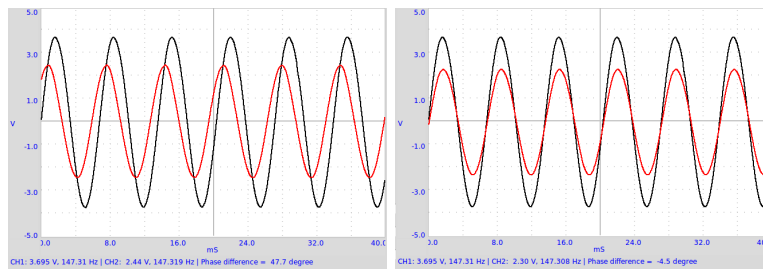 5.0
3.0
1.0
V
-1.0
-3.0
-5.0
0.0 8.0 16.0 24.0 32.0 40.0
mS
CH1: 3.695 V, 147.31 Hz | CH2: 2.44 V, 147.319 Hz | Phase difference = 47.7 degree
5.0
3.0
1.0
V
-1.0
-3.0
-5.0
0.0 8.0 16.0 24.0 32.0
mS
CH1: 3.695 V, 147.31 Hz | CH2: 2.30 V, 147.308 Hz | Phase difference = -4.5 degree